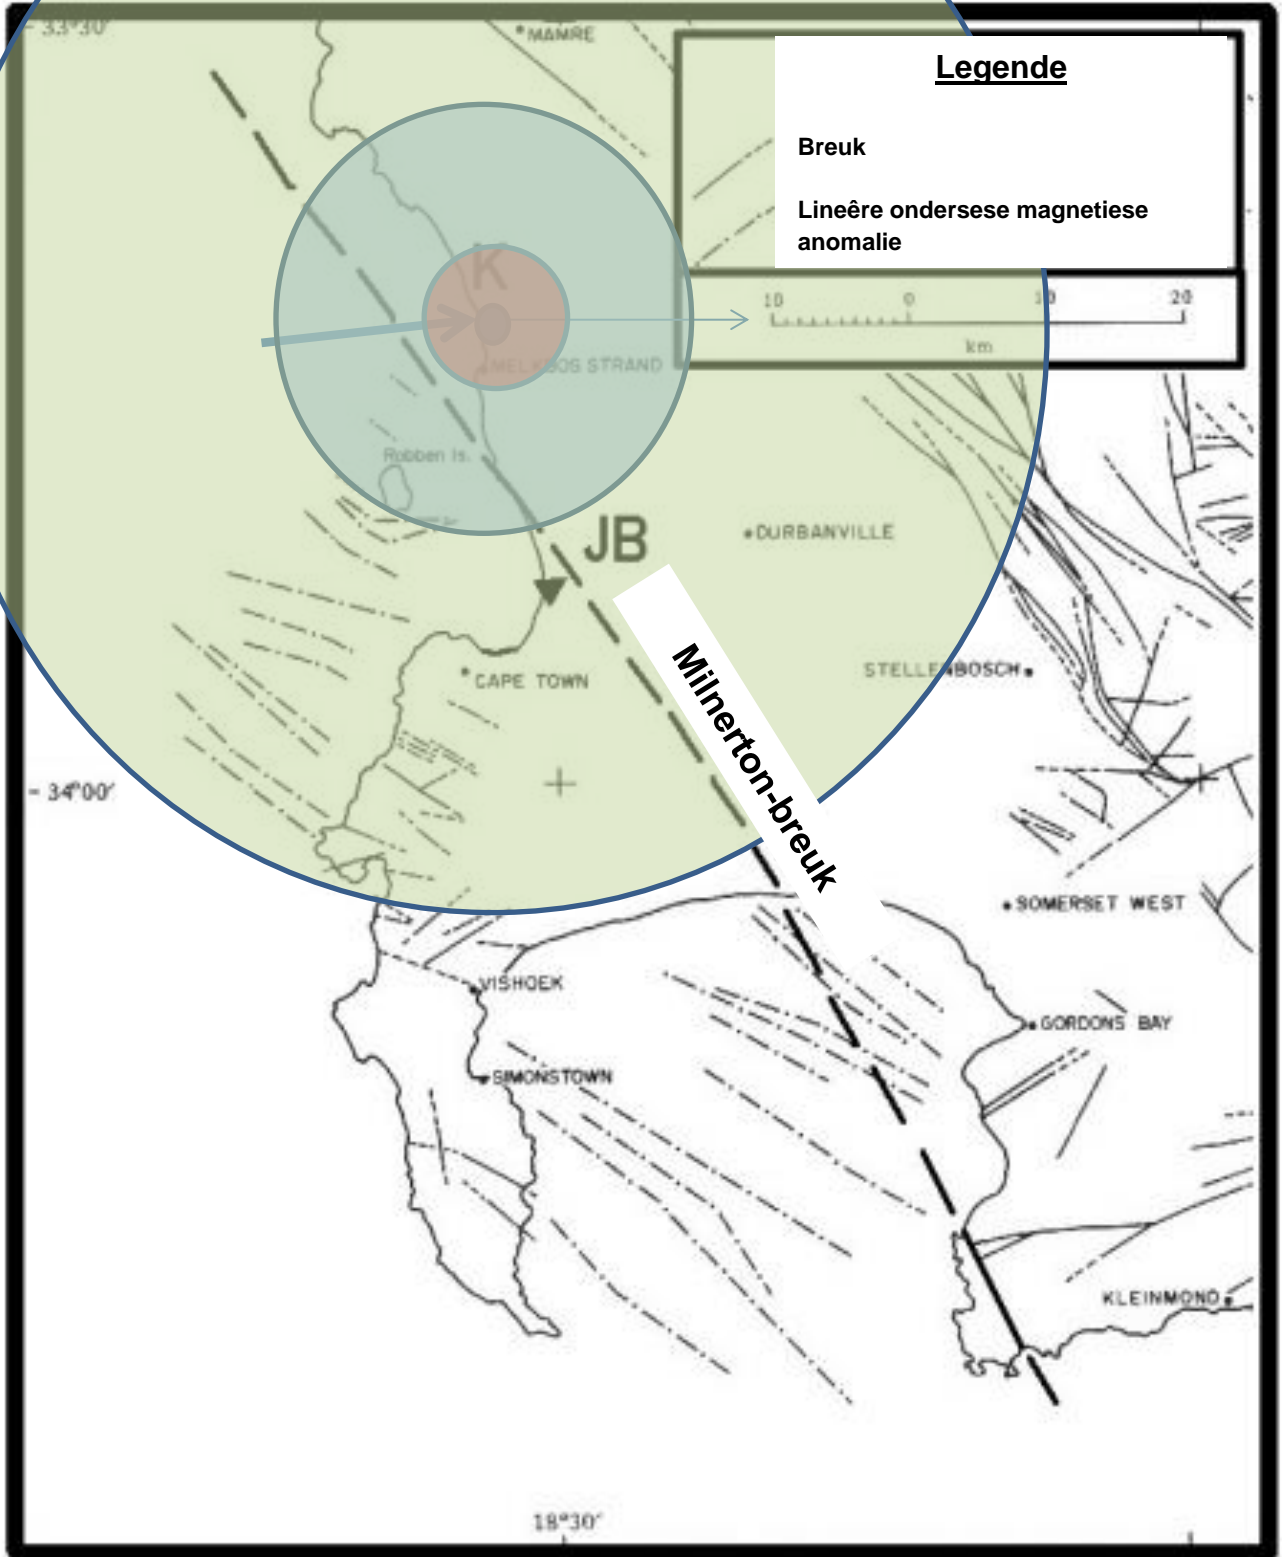 - 33°30′
MAMRE
Legende
Breuk
Lineêre ondersese magnetiese
anomalie
K
10 0 10 20
km
MELKBOS STRAND
Robben Is.
JB
DURBANVILLE
Milnerton-breuk
STELLENBOSCH
CAPE TOWN
- 34°00′
SOMERSET WEST
VISHOEK
GORDONS BAY
SIMONSTOWN
KLEINMOND
18°30′